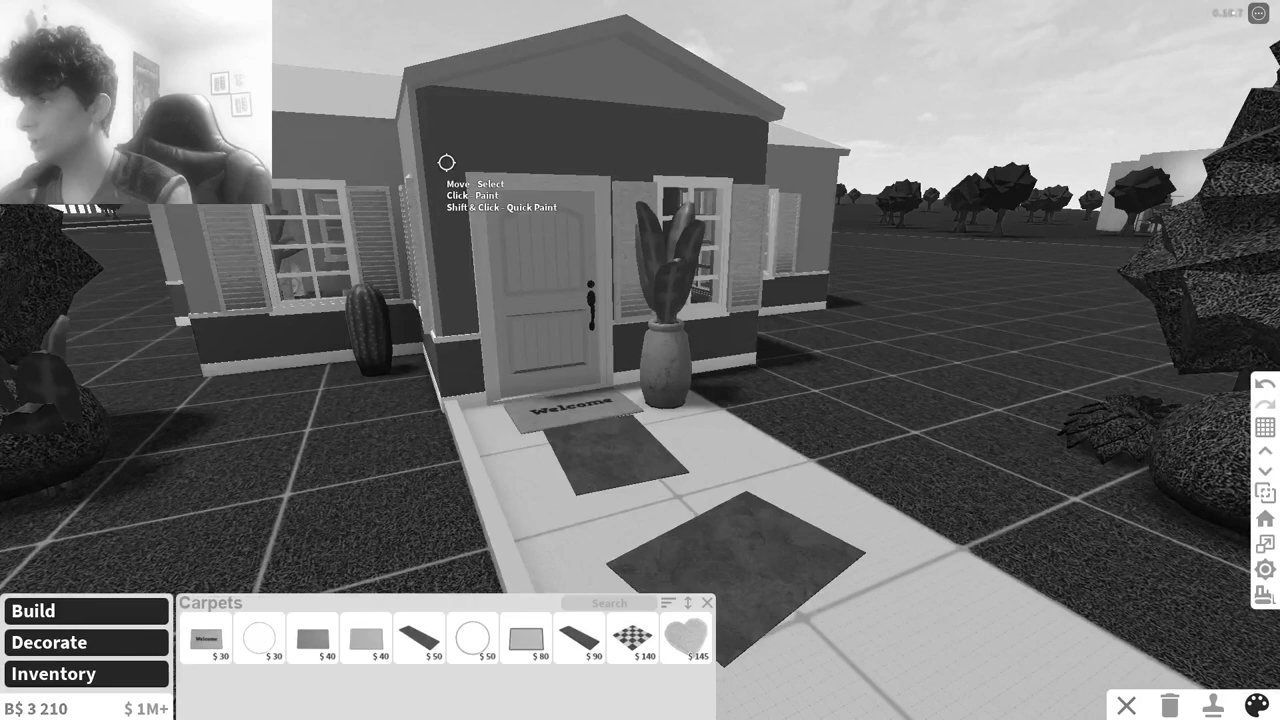 Move - Select
Click - Paint
Shift & Click - Quick Paint
Welcome
Build
Decorate
Inventory
B$ 3 210
$ 1M+
Carpets
Search
Welcome
$ 30
$ 30
$ 40
$ 40
$ 50
$ 50
$ 80
$ 90
$ 140
$ 145